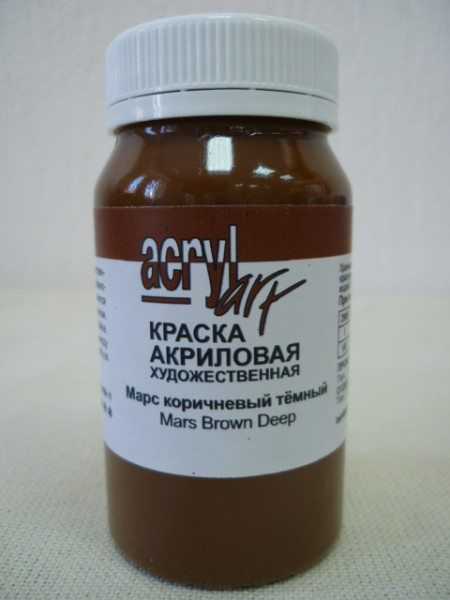 acryl
art
КРАСКА
АКРИЛОВАЯ
ХУДОЖЕСТВЕННАЯ
Марс коричневый тёмный
Mars Brown Deep